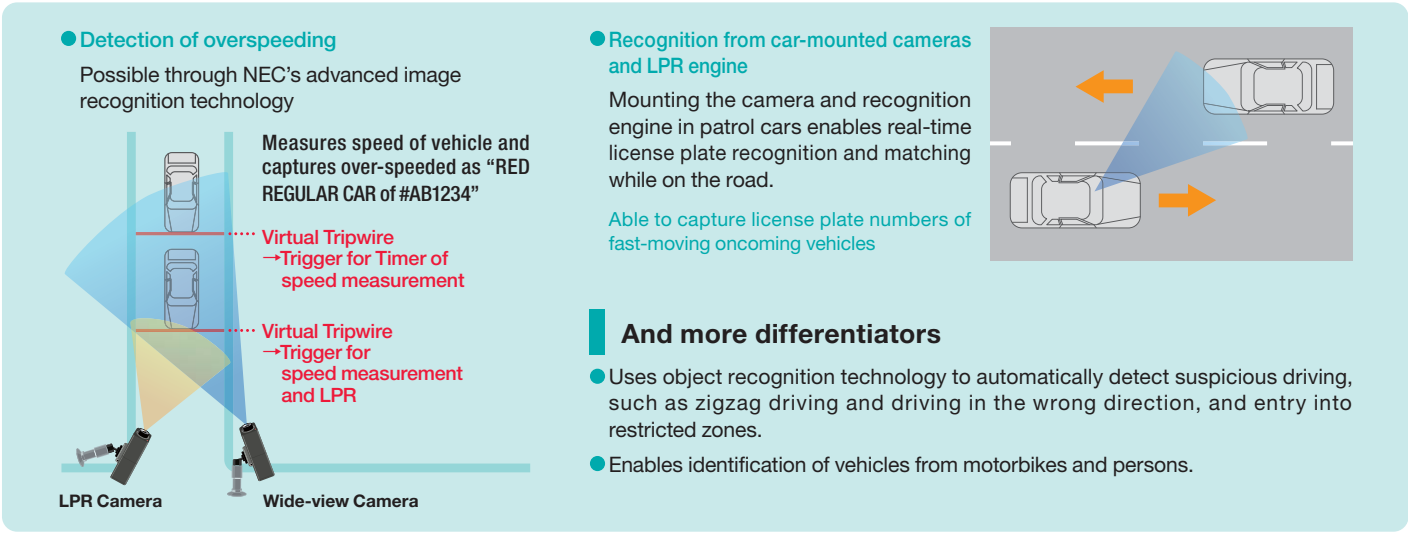 Detection of overspeeding
Possible through NEC's advanced image
recognition technology
Measures speed of vehicle and
captures over-speeded as “RED
REGULAR CAR of #AB1234”
Virtual Tripwire
→Trigger for Timer of
speed measurement
Virtual Tripwire
→Trigger for
speed measurement
and LPR
LPR Camera
Wide-view Camera
Recognition from car-mounted cameras
and LPR engine
Mounting the camera and recognition
engine in patrol cars enables real-time
license plate recognition and matching
while on the road.
Able to capture license plate numbers of
fast-moving oncoming vehicles
And more differentiators
Uses object recognition technology to automatically detect suspicious driving,
such as zigzag driving and driving in the wrong direction, and entry into
restricted zones.
Enables identification of vehicles from motorbikes and persons.